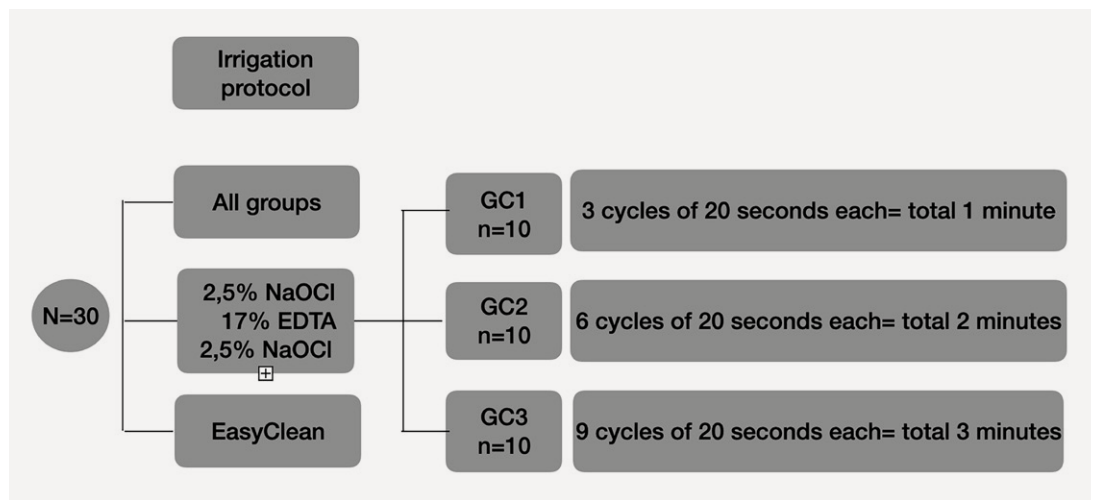 Irrigation
protocol
All groups
N=30
2,5% NaOCl
17% EDTA
2,5% NaOCl
EasyClean
GC1
n=10
3 cycles of 20 seconds each= total 1 minute
GC2
n=10
6 cycles of 20 seconds each= total 2 minutes
GC3
n=10
9 cycles of 20 seconds each= total 3 minutes